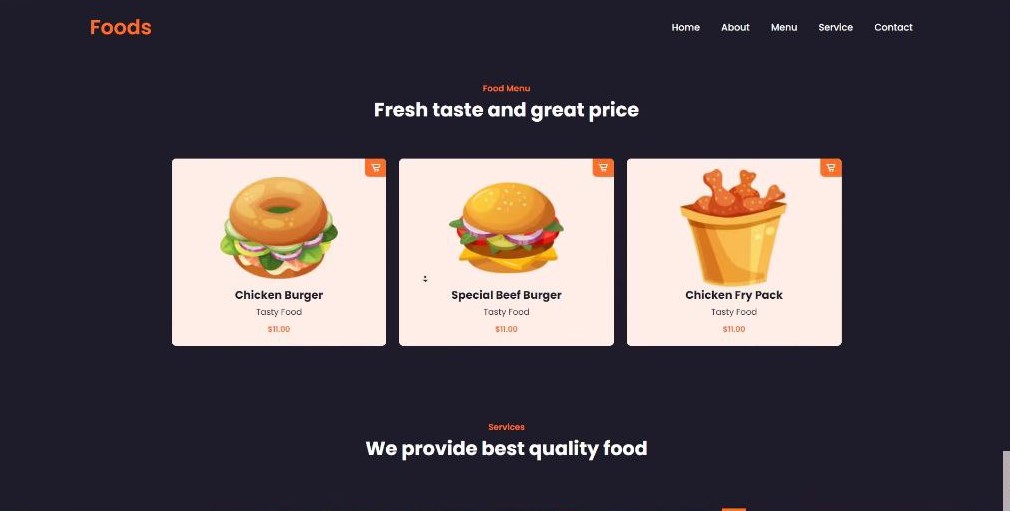 Foods
Home About Menu Service Contact
Food Menu
Fresh taste and great price
Chicken Burger
Tasty Food
$11.00
Special Beef Burger
Tasty Food
$11.00
Chicken Fry Pack
Tasty Food
$11.00
Services
We provide best quality food